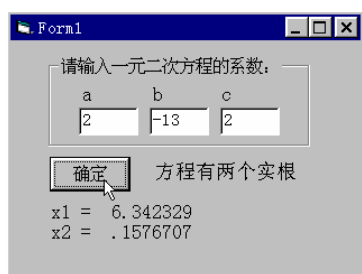 Form1
请输入一元二次方程的系数:
a b c
2 -13 2
确定 方程有两个实根
x1 = 6.342329
x2 = .1576707